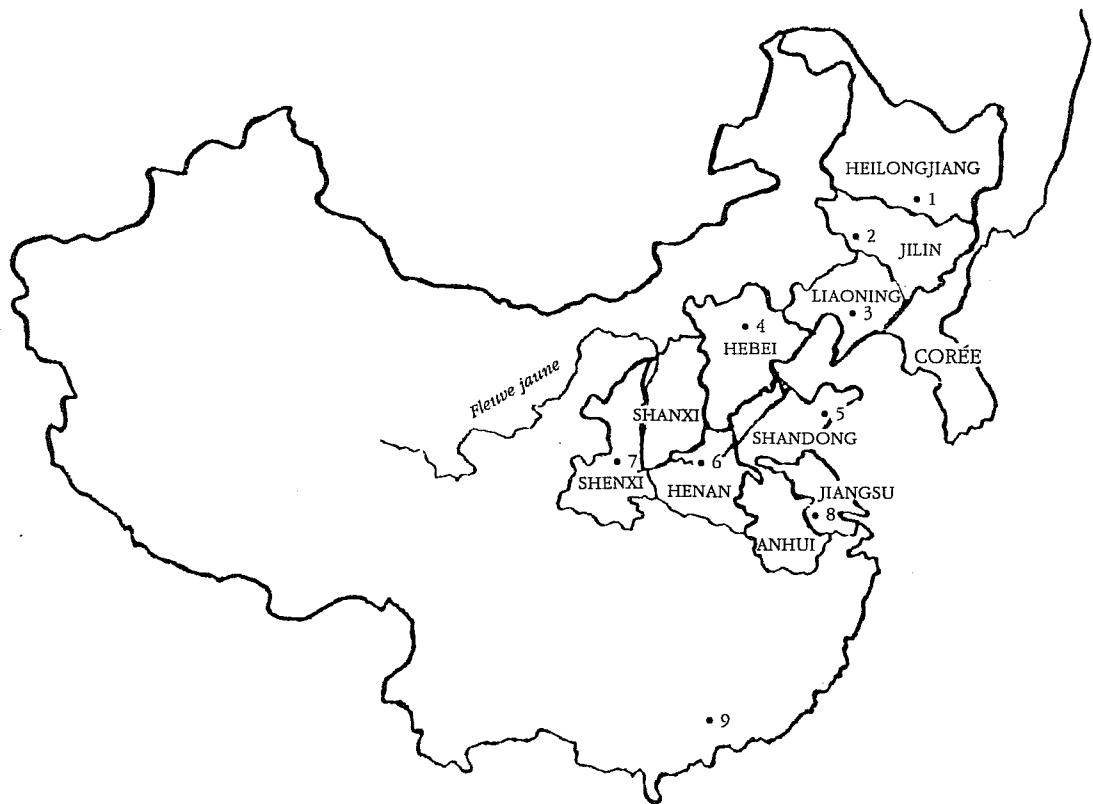 HEILONGJIANG
1
2
JILIN
LIAONING
3
4
HEBEI
CORÉE
Fleuve jaune
SHANXI
5
SHANDONG
7
6
SHENXI
HENAN
JIANGSU
8
ANHUI
9